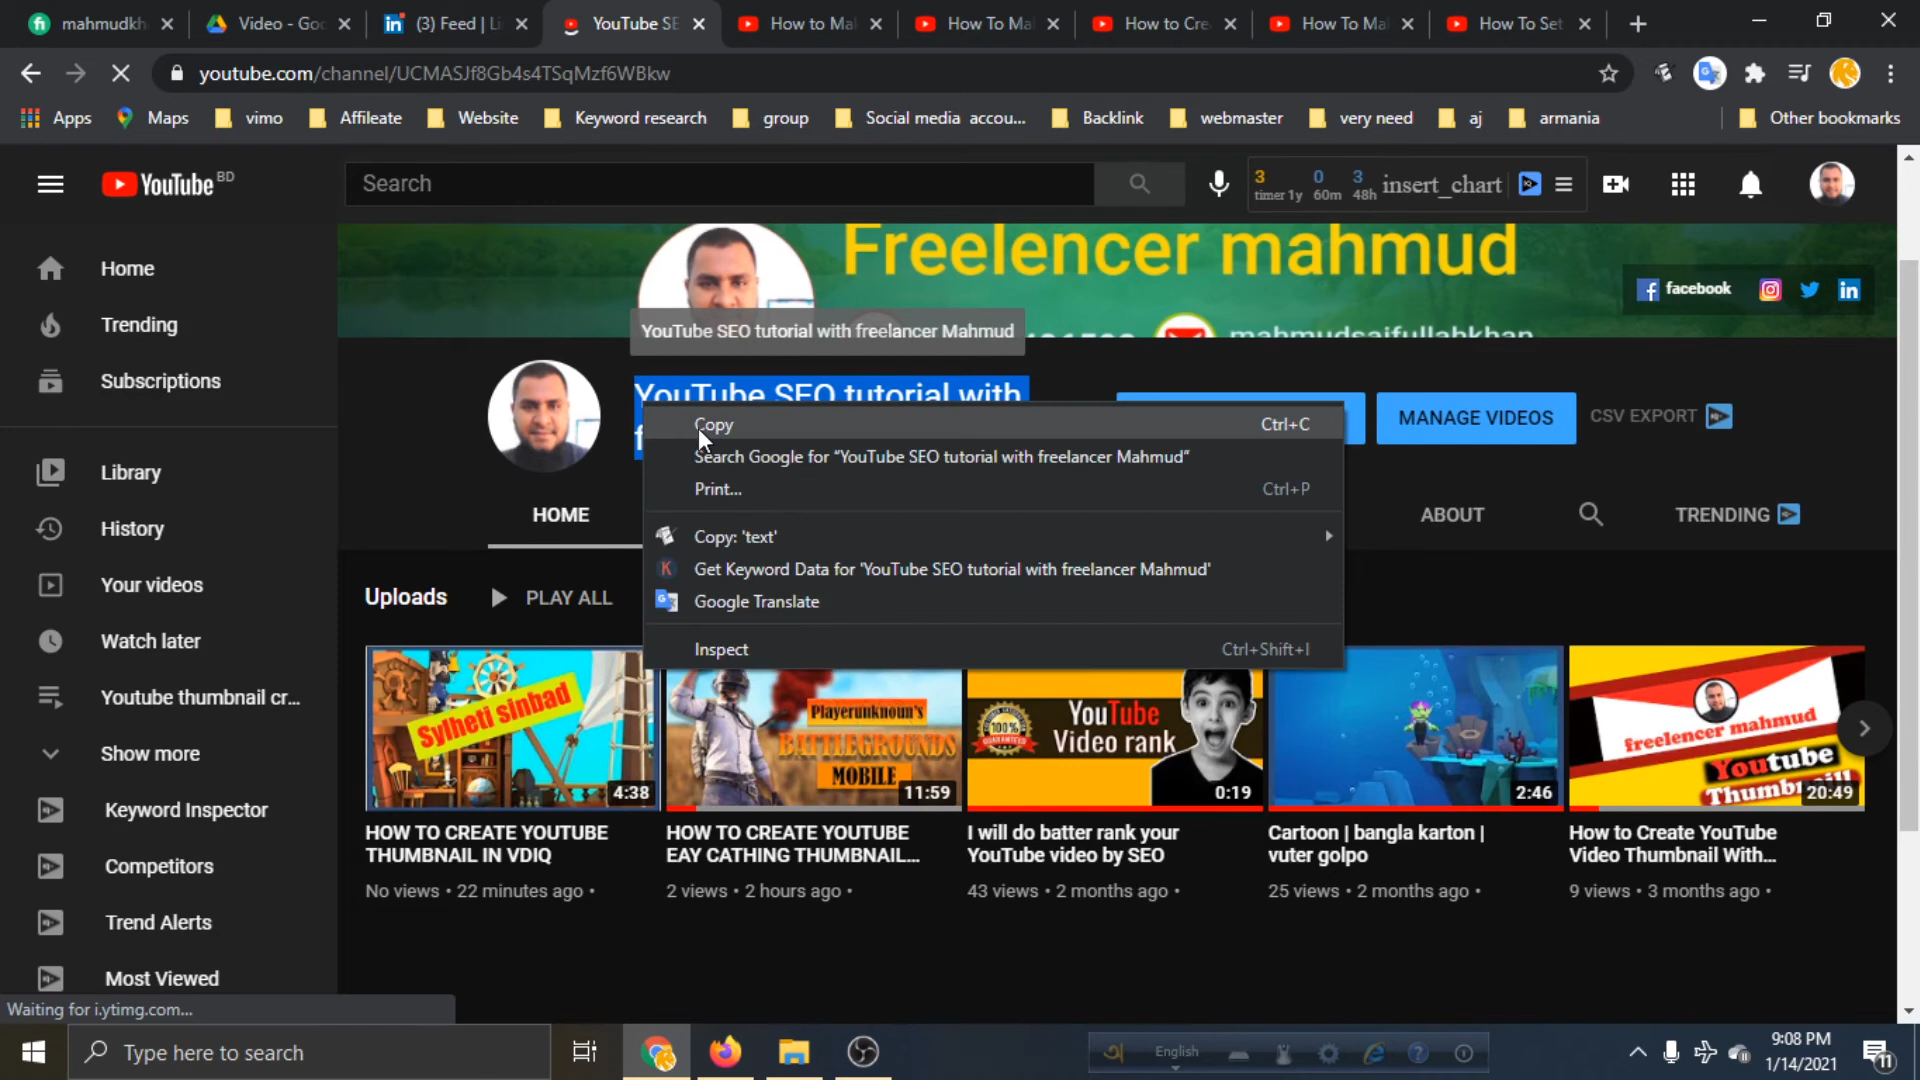 mahmudkh
Video - Goo
(3) Feed | Li
YouTube SE
How to Mal
How To Mal
How to Cre
How To Mal
How To Set
youtube.com/channel/UCMASJf8Gb4s4TSqMzf6WBkw
Apps
Maps
vimo
Affileate
Website
Keyword research
group
Social media accou...
Backlink
webmaster
very need
aj
armania
Other bookmarks
YouTube BD
Search
3 0 3 insert_chart
timer 1y 60m 48h
Home
Trending
Subscriptions
Library
History
Your videos
Watch later
Youtube thumbnail cr...
Show more
Keyword Inspector
Competitors
Trend Alerts
Most Viewed
Freelencer mahmud
facebook
mahmudsaifullahkhan
YouTube SEO tutorial with freelancer Mahmud
YouTube SEO tutorial with
MANAGE VIDEOS
CSV EXPORT
HOME
ABOUT
TRENDING
Copy Ctrl+C
Search Google for “YouTube SEO tutorial with freelancer Mahmud”
Print... Ctrl+P
Copy: 'text'
Get Keyword Data for 'YouTube SEO tutorial with freelancer Mahmud'
Google Translate
Inspect Ctrl+Shift+I
Uploads
PLAY ALL
Sylheti sinbad
4:38
HOW TO CREATE YOUTUBE
THUMBNAIL IN VDIQ
No views • 22 minutes ago •
Playerunknoun's
BATTLEGROUNDS
MOBILE
11:59
HOW TO CREATE YOUTUBE
EAY CATHING THUMBNAIL...
2 views • 2 hours ago •
100%
YouTube
Video rank
0:19
I will do batter rank your
YouTube video by SEO
43 views • 2 months ago •
2:46
Cartoon | bangla karton |
vuter golpo
25 views • 2 months ago •
freelencer mahmud
Youtube
20:49
How to Create YouTube
Video Thumbnail With...
9 views • 3 months ago •
Waiting for i.ytimg.com...
Type here to search
English
9:08 PM
1/14/2021
11